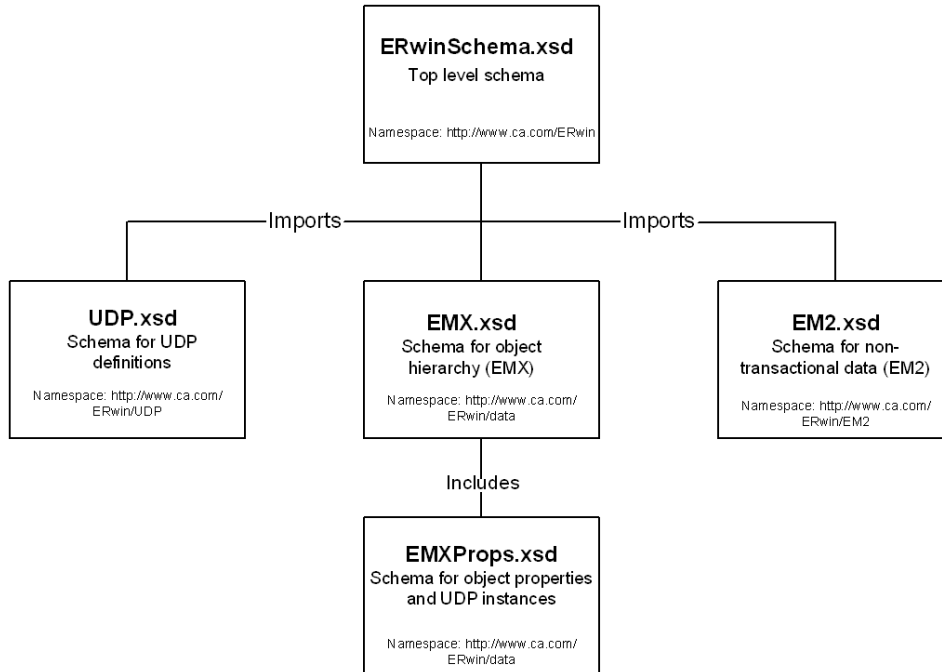 ERwinSchema.xsd
Top level schema
Namespace: http://www.ca.com/ERwin
Imports
Imports
UDP.xsd
Schema for UDP
definitions
Namespace: http://www.ca.com/
ERwin/UDP
EMX.xsd
Schema for object
hierarchy (EMX)
Namespace: http://www.ca.com/
ERwin/data
EM2.xsd
Schema for non-
transactional data (EM2)
Namespace: http://www.ca.com/
ERwin/EM2
Includes
EMXProps.xsd
Schema for object properties
and UDP instances
Namespace: http://www.ca.com/
ERwin/data